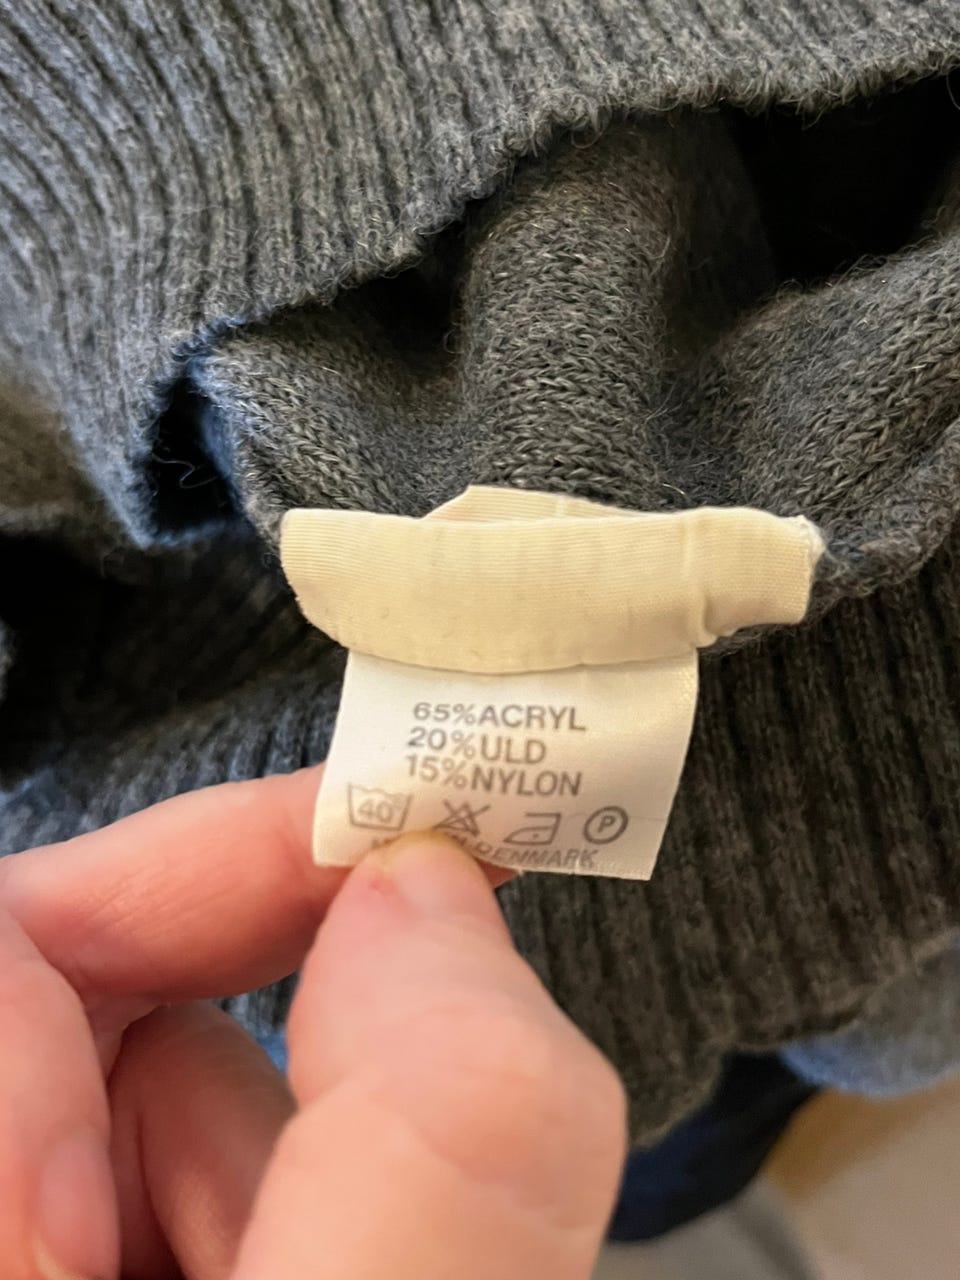 65%ACRYL
20%ULD
15%NYLON
40 P
DENMARK